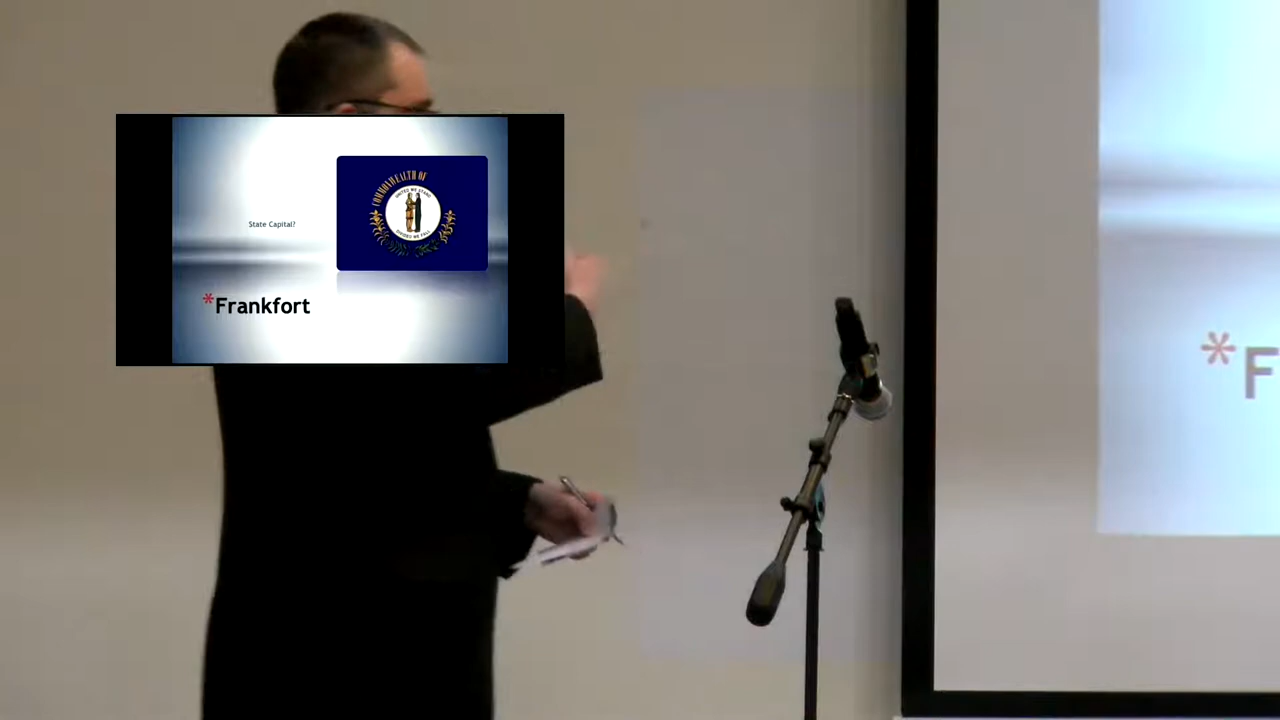 State Capital?
COMMONWEALTH OF
UNITED WE STAND
DIVIDED WE FALL
*Frankfort
*F